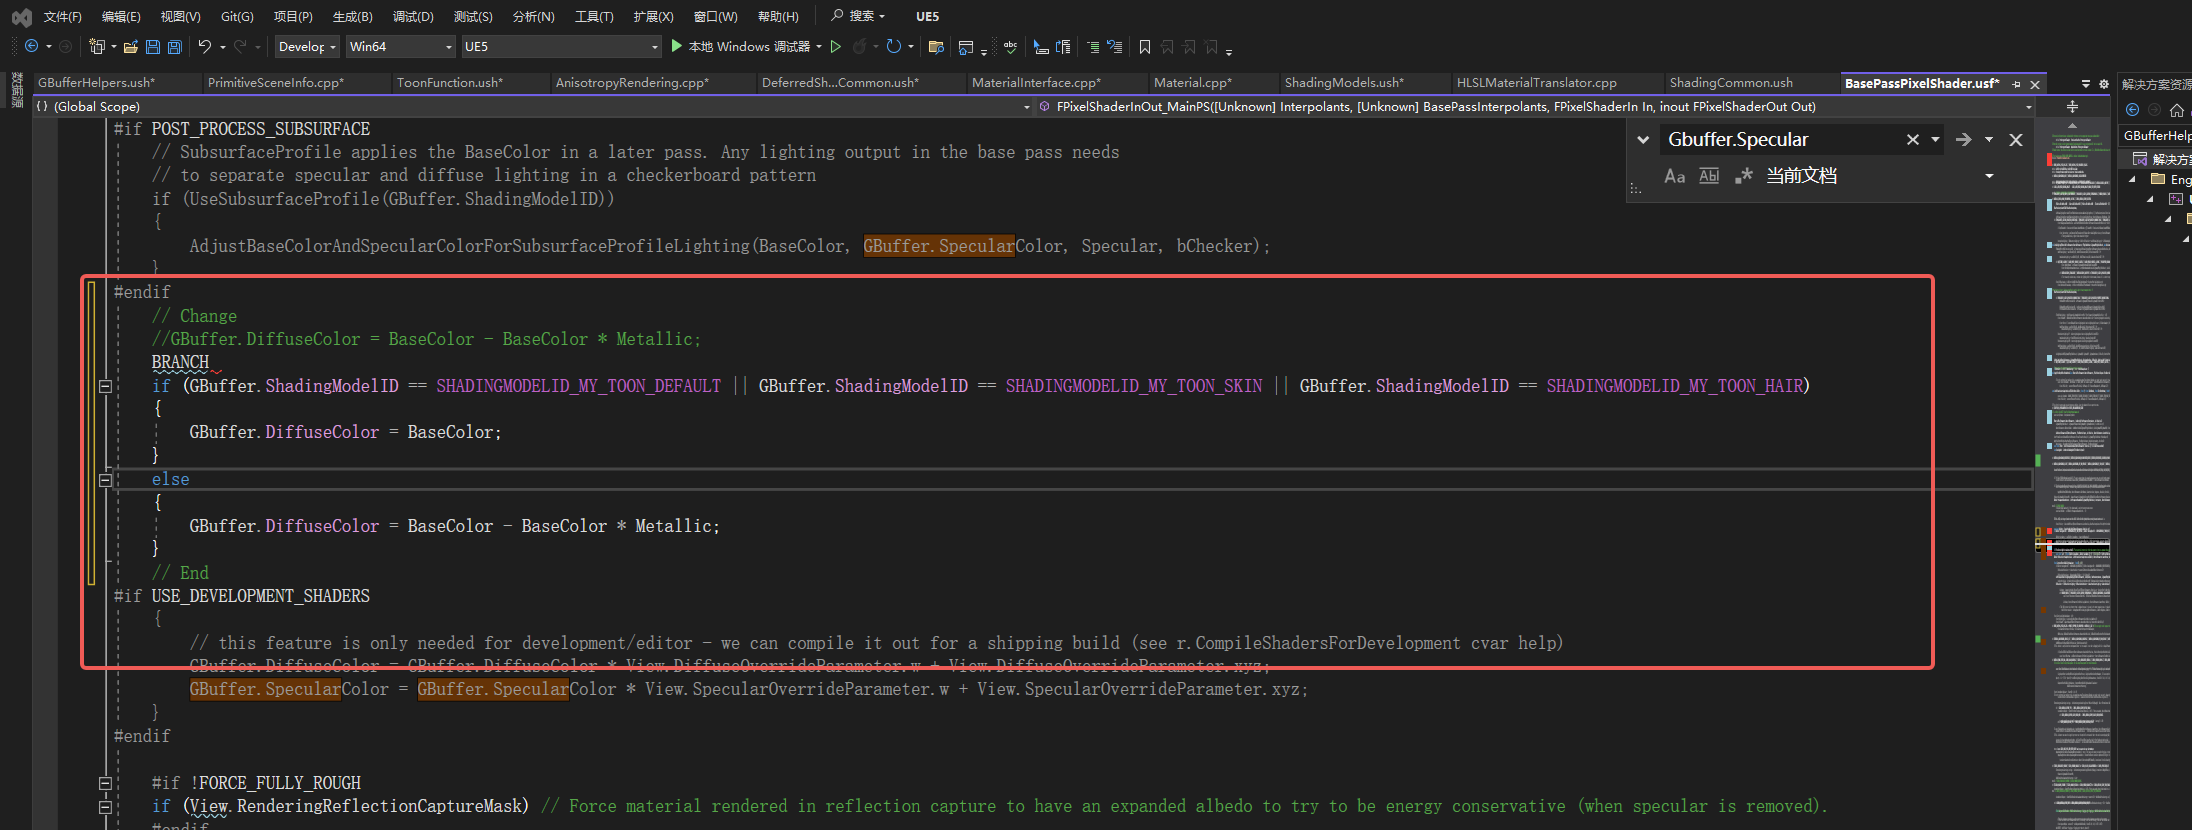 文件(F) 编辑(E) 视图(V) Git(G) 项目(P) 生成(B) 调试(D) 测试(S) 分析(N) 工具(T) 扩展(X) 窗口(W) 帮助(H) 搜索 UE5
Develop Win64 UE5 本地 Windows 调试器
数据源
GBufferHelpers.ush* PrimitiveSceneInfo.cpp* ToonFunction.ush* AnisotropyRendering.cpp* DeferredSh...Common.ush* MaterialInterface.cpp* Material.cpp* ShadingModels.ush* HLSLMaterialTranslator.cpp ShadingCommon.ush BasePassPixelShader.usf* 解决方案资源
(Global Scope) FPixelShaderInOut_MainPS([Unknown] Interpolants, [Unknown] BasePassInterpolants, FPixelShaderIn In, inout FPixelShaderOut Out)
#if POST_PROCESS_SUBSURFACE
// SubsurfaceProfile applies the BaseColor in a later pass. Any lighting output in the base pass needs
// to separate specular and diffuse lighting in a checkerboard pattern
if (UseSubsurfaceProfile(GBuffer.ShadingModelID))
{
AdjustBaseColorAndSpecularColorForSubsurfaceProfileLighting(BaseColor, GBuffer.SpecularColor, Specular, bChecker);
}
#endif
// Change
//GBuffer.DiffuseColor = BaseColor - BaseColor * Metallic;
BRANCH
if (GBuffer.ShadingModelID == SHADINGMODELID_MY_TOON_DEFAULT || GBuffer.ShadingModelID == SHADINGMODELID_MY_TOON_SKIN || GBuffer.ShadingModelID == SHADINGMODELID_MY_TOON_HAIR)
{
GBuffer.DiffuseColor = BaseColor;
}
else
{
GBuffer.DiffuseColor = BaseColor - BaseColor * Metallic;
}
// End
#if USE_DEVELOPMENT_SHADERS
{
// this feature is only needed for development/editor - we can compile it out for a shipping build (see r.CompileShadersForDevelopment cvar help)
GBuffer.DiffuseColor = GBuffer.DiffuseColor * View.DiffuseOverrideParameter.w + View.DiffuseOverrideParameter.xyz;
GBuffer.SpecularColor = GBuffer.SpecularColor * View.SpecularOverrideParameter.w + View.SpecularOverrideParameter.xyz;
}
#endif
#if !FORCE_FULLY_ROUGH
if (View.RenderingReflectionCaptureMask) // Force material rendered in reflection capture to have an expanded albedo to try to be energy conservative (when specular is removed).
#endif
Gbuffer.Specular
Aa Abl .* 当前文档
GBufferHelp
解决方案
Eng